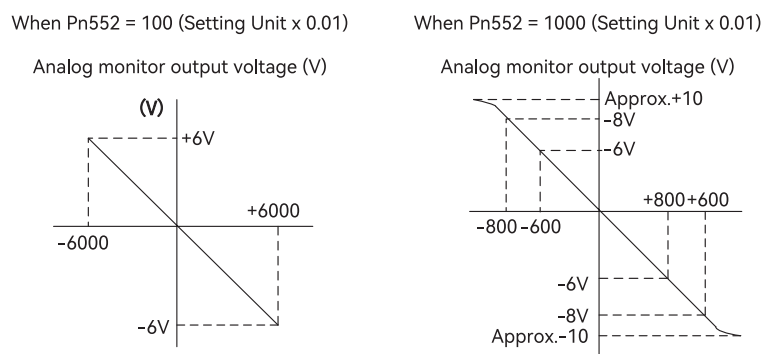 When Pn552 = 100 (Setting Unit x 0.01)
Analog monitor output voltage (V)
(V)
+6V
+6000
-6000
-6V
When Pn552 = 1000 (Setting Unit x 0.01)
Analog monitor output voltage (V)
Approx.+10
-8V
-6V
+800+600
-800 -600
-6V
-8V
Approx.-10